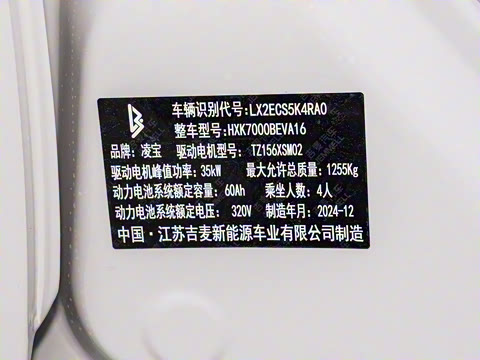 车辆识别代号:LX2ECS5K4RA0
整车型号:HXK7000BEVA16
品牌: 凌宝 驱动电机型号: TZ156XSM02
驱动电机峰值功率: 35kW 最大允许总质量: 1255Kg
动力电池系统额定容量: 60Ah 乘坐人数: 4人
动力电池系统额定电压: 320V 制造年月: 2024-12
中国·江苏吉麦新能源车业有限公司制造